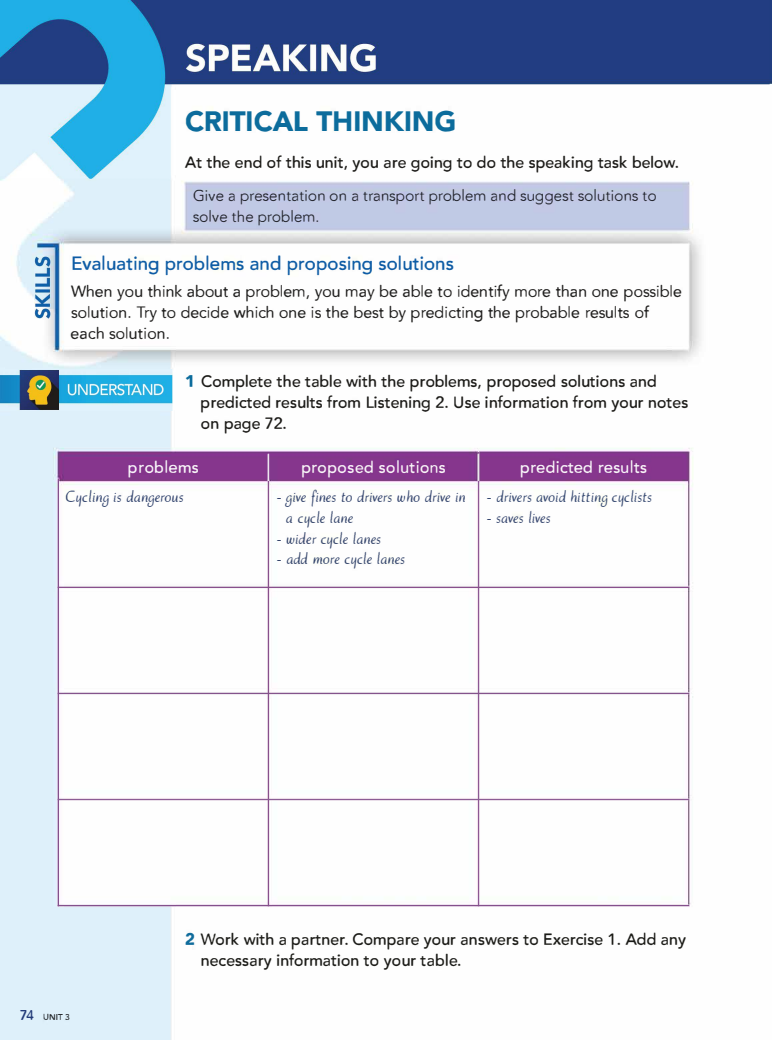 SPEAKING
CRITICAL THINKING
At the end of this unit, you are going to do the speaking task below.
Give a presentation on a transport problem and suggest solutions to
solve the problem.
SKILLS
Evaluating problems and proposing solutions
When you think about a problem, you may be able to identify more than one possible
solution. Try to decide which one is the best by predicting the probable results of
each solution.
UNDERSTAND
1 Complete the table with the problems, proposed solutions and
predicted results from Listening 2. Use information from your notes
on page 72.
problems proposed solutions predicted results
Cycling is dangerous
- give fines to drivers who drive in
a cycle lane
- wider cycle lanes
- add more cycle lanes
- drivers avoid hitting cyclists
- saves lives
2 Work with a partner. Compare your answers to Exercise 1. Add any
necessary information to your table.
74 UNIT 3